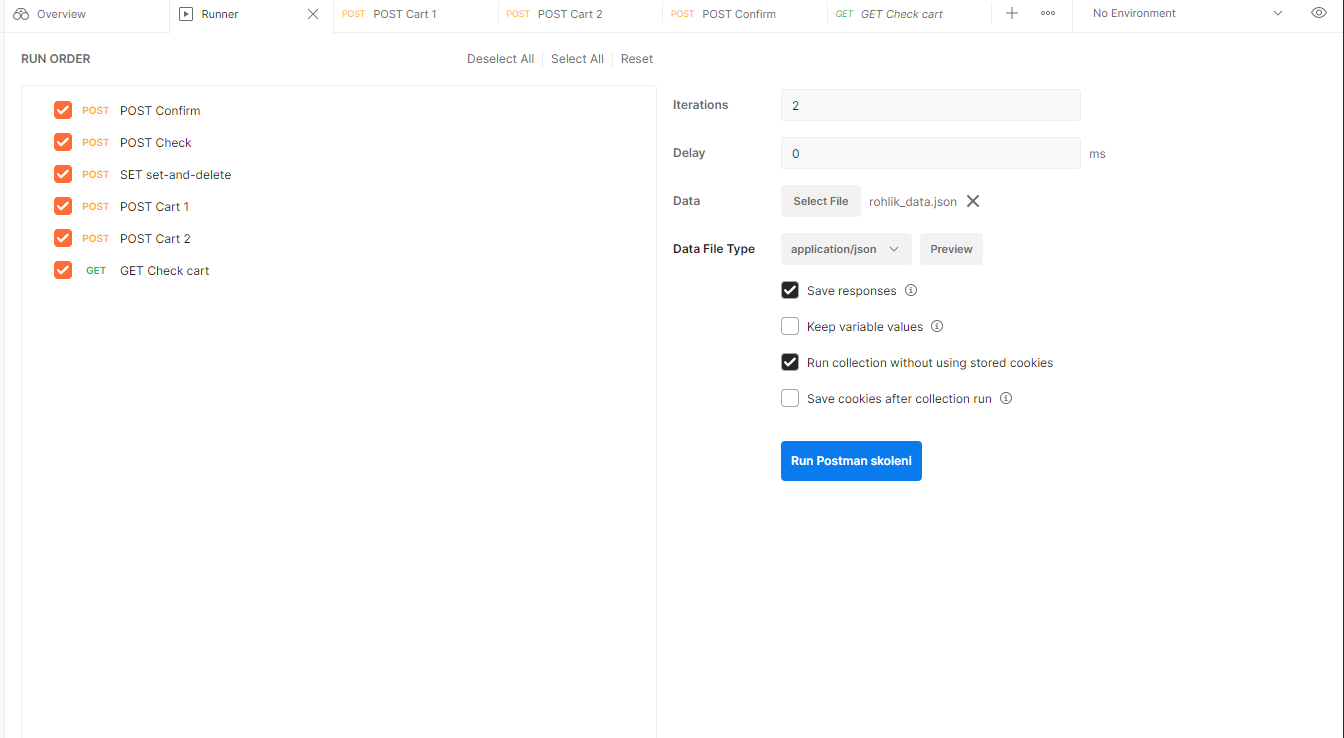 Overview
Runner
POST POST Cart 1
POST POST Cart 2
POST POST Confirm
GET GET Check cart
No Environment
RUN ORDER
Deselect All
Select All
Reset
POST POST Confirm
POST POST Check
POST SET set-and-delete
POST POST Cart 1
POST POST Cart 2
GET GET Check cart
Iterations
2
Delay
0
ms
Data
Select File
rohlik_data.json
Data File Type
application/json
Preview
Save responses
Keep variable values
Run collection without using stored cookies
Save cookies after collection run
Run Postman skoleni